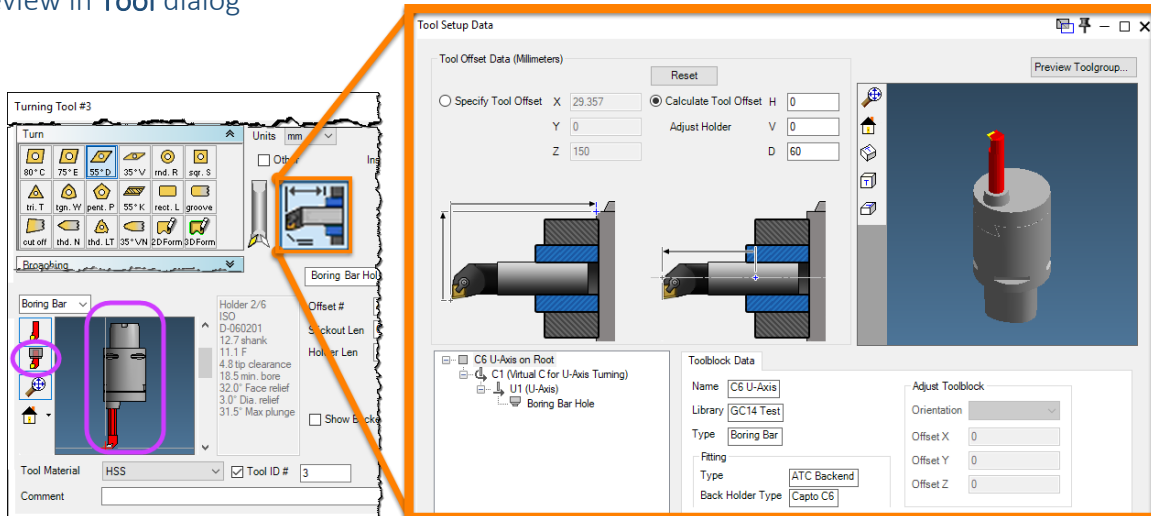 view in Tool dialog
Turning Tool #3
Turn
80° C 75° E 55° D 35° V rnd. R sqr. S
tri. T tgn. W pent. P 55° K rect. L groove
cut off thd. N thd. LT 35° VN 2DForm 3DForm
Broaching
Units mm
Boring Bar Hol
Boring Bar
Holder 2/6
ISO
D-060201
12.7 shank
11.1 F
4.8 tip clearance
18.5 min. bore
32.0° Face relief
3.0° Dia. relief
31.5° Max plunge
Offset #
Stickout Len
Holder Len
Tool Material HSS Tool ID # 3
Comment
Tool Setup Data
Tool Offset Data (Millimeters)
Reset
Preview Toolgroup...
Specify Tool Offset X 29.357 Calculate Tool Offset H 0
Y 0 Adjust Holder V 0
Z 150 D 60
T
C6 U-Axis on Root
C1 (Virtual C for U-Axis Turning)
U1 (U-Axis)
Boring Bar Hole
Toolblock Data
Name C6 U-Axis
Library GC14 Test
Type Boring Bar
Fitting
Type ATC Backend
Back Holder Type Capto C6
Adjust Toolblock
Orientation
Offset X 0
Offset Y 0
Offset Z 0